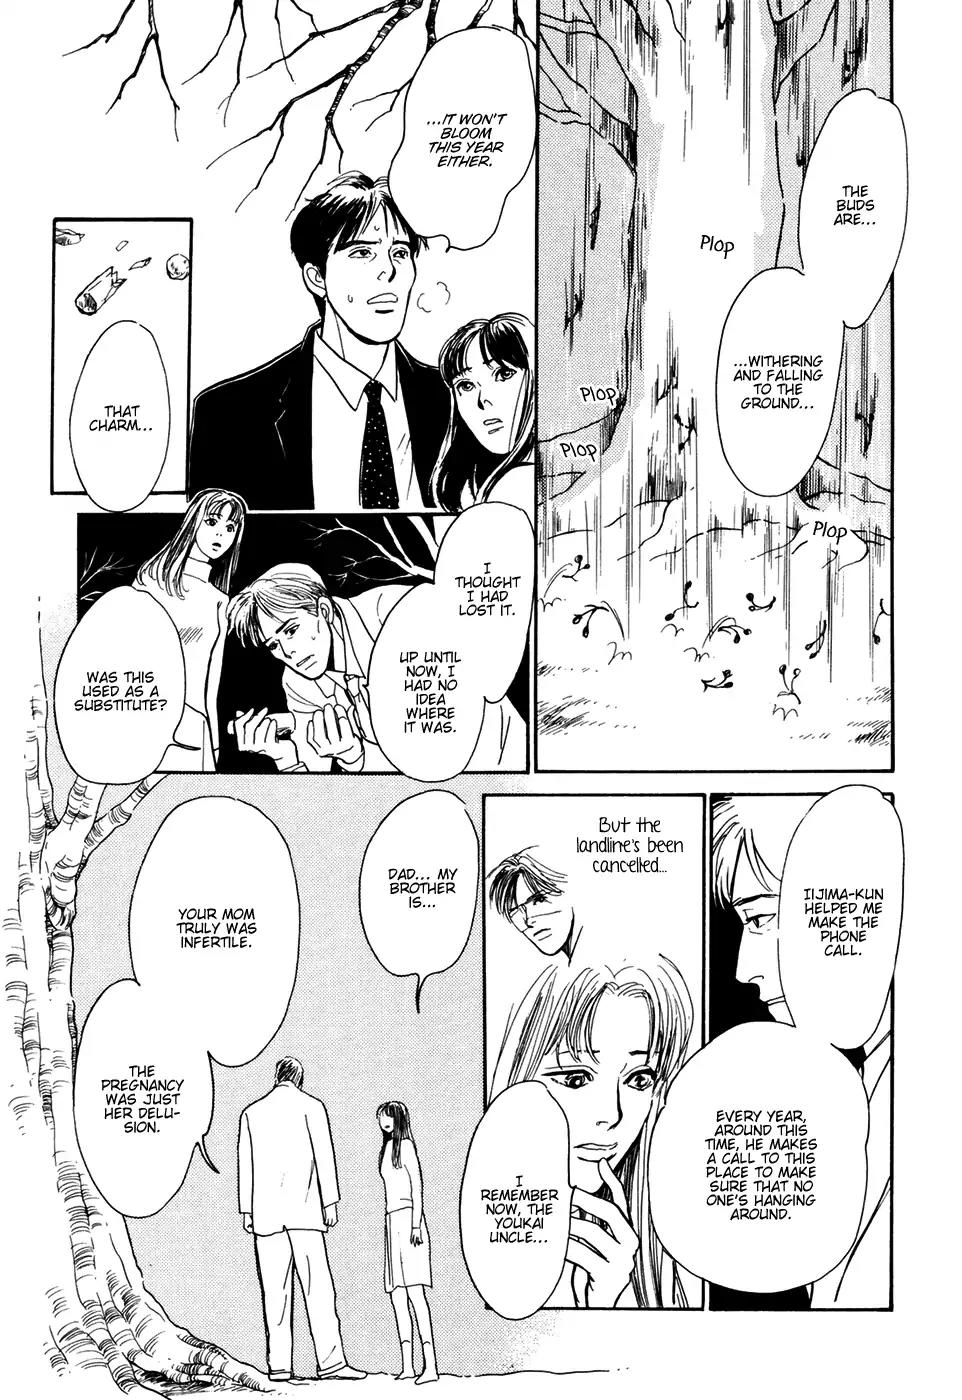 THE
BUDS
ARE...
Plop
...WITHERING
AND FALLING
TO THE
GROUND...
Plop
Plop
Plop
...IT WON'T
BLOOM
THIS YEAR
EITHER.
THAT
CHARM...
I
THOUGHT
I HAD
LOST IT.
UP UNTIL
NOW, I
HAD NO
IDEA
WHERE
IT WAS.
WAS THIS
USED AS A
SUBSTITUTE?
IIJIMA-KUN
HELPED ME
MAKE THE
PHONE
CALL.
EVERY YEAR,
AROUND THIS
TIME, HE MAKES
A CALL TO THIS
PLACE TO MAKE
SURE THAT NO
ONE'S HANGING
AROUND.
But the
landline's been
cancelled...
I
REMEMBER
NOW, THE
YOUKAI
UNCLE...
DAD... MY
BROTHER
IS...
YOUR MOM
TRULY WAS
INFERTILE.
THE
PREGNANCY
WAS JUST
HER DELU-
SION.